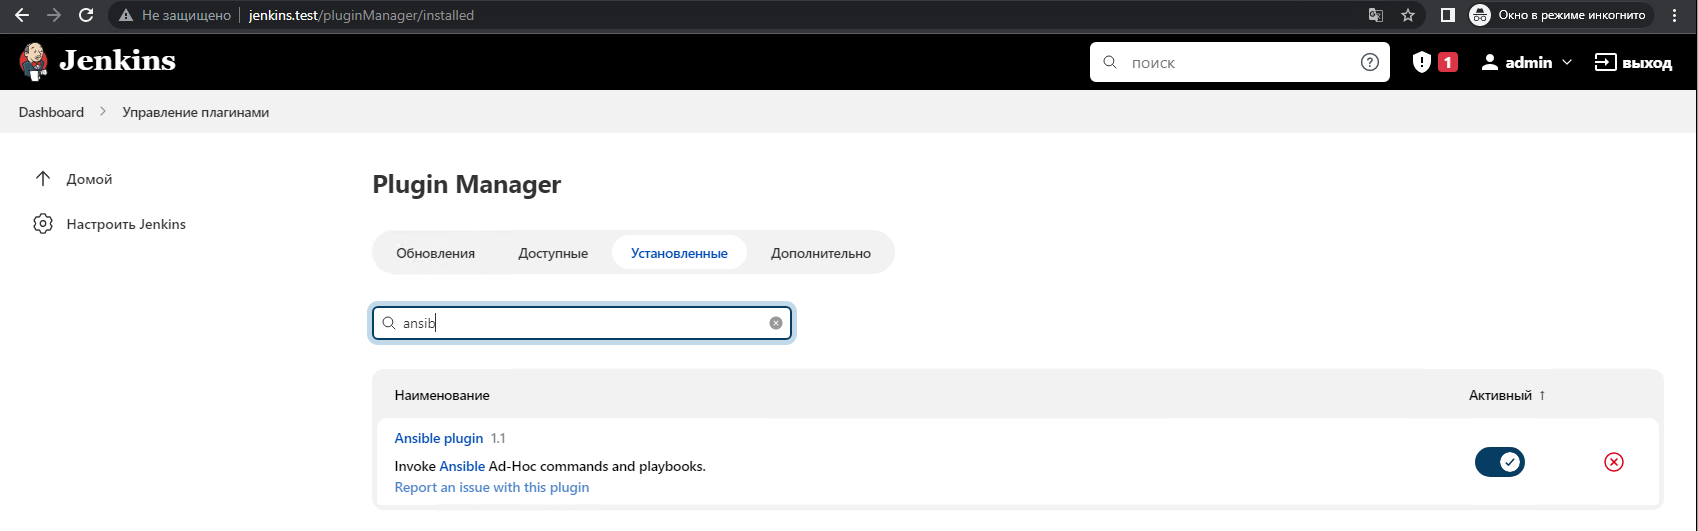 Не защищено jenkins.test/pluginManager/installed Окно в режиме инкогнито
Jenkins поиск 1 admin выход
Dashboard Управление плагинами
Домой
Настроить Jenkins
Plugin Manager
Обновления Доступные Установленные Дополнительно
ansib
Наименование Активный ↑
Ansible plugin 1.1
Invoke Ansible Ad-Hoc commands and playbooks.
Report an issue with this plugin